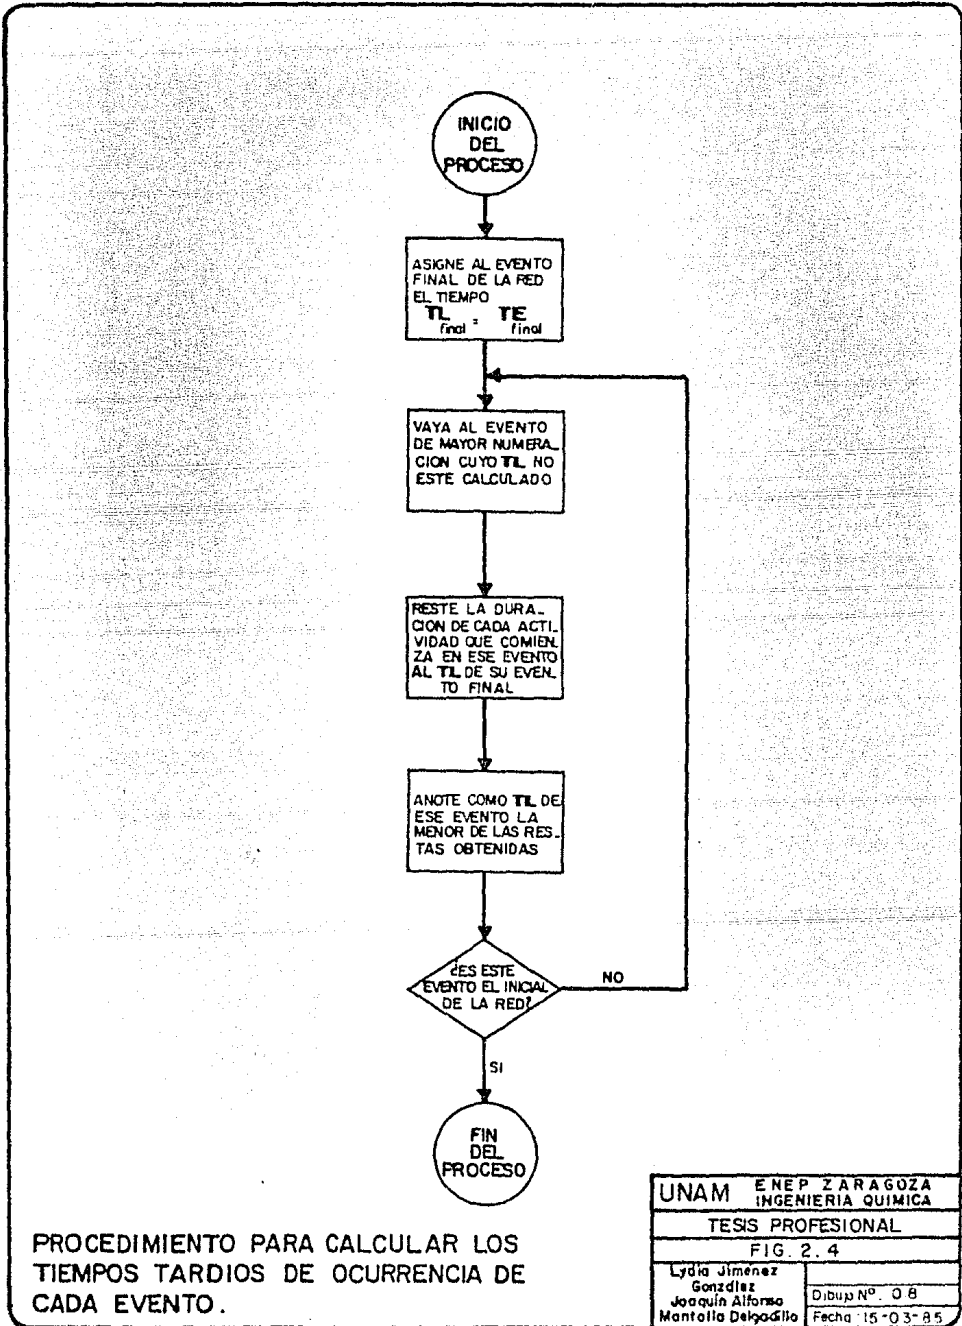 INICIO
DEL
PROCESO
ASIGNE AL EVENTO
FINAL DE LA RED
EL TIEMPO
TL final = TE final
VAYA AL EVENTO
DE MAYOR NUMERA_
CION CUYO TL NO
ESTE CALCULADO
RESTE LA DURA_
CION DE CADA ACTI_
VIDAD QUE COMIEN_
ZA EN ESE EVENTO
AL TL DE SU EVEN_
TO FINAL
ANOTE COMO TL DE
ESE EVENTO LA
MENOR DE LAS RES_
TAS OBTENIDAS
¿ES ESTE
EVENTO EL INICIAL
DE LA RED?
NO
SI
FIN
DEL
PROCESO
PROCEDIMIENTO PARA CALCULAR LOS
TIEMPOS TARDIOS DE OCURRENCIA DE
CADA EVENTO.
UNAM ENEP ZARAGOZA
INGENIERIA QUIMICA
TESIS PROFESIONAL
FIG. 2.4
Lydia Jiménez
González
Joaquín Alfonso
Mantolla Delgadillo
Dibujo Nº. 08
Fecha 15-03-85